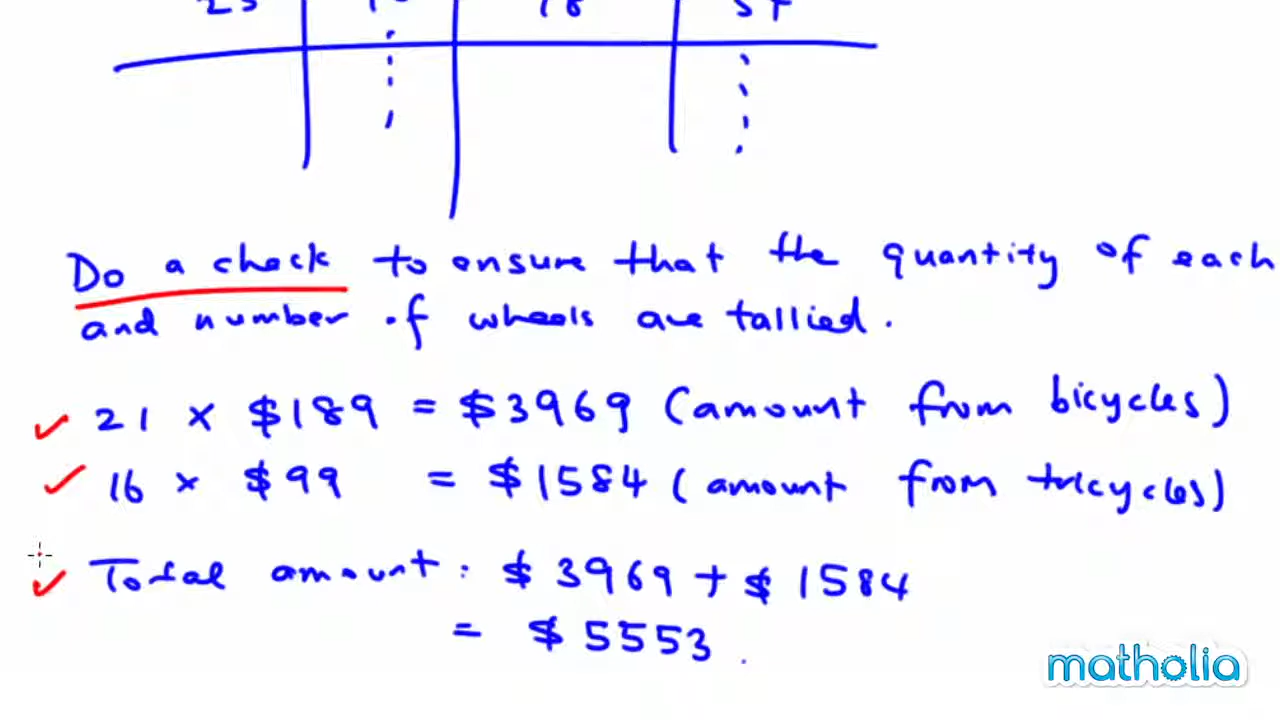 18
Do a check to ensure that the quantity of each
and number of wheels are tallied.
21 × $189 = $3969 (amount from bicycles)
16 × $99 = $1584 (amount from tricycles)
Total amount: $3969 + $1584
= $5553.
matholia